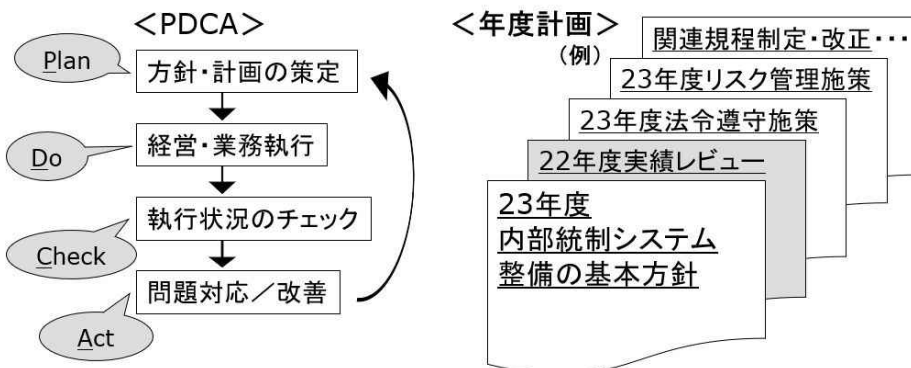 ＜PDCA＞
Plan
方針・計画の策定
Do
経営・業務執行
執行状況のチェック
Check
問題対応／改善
Act
＜年度計画＞
（例）
関連規程制定・改正・・・
23年度リスク管理施策
23年度法令遵守施策
22年度実績レビュー
23年度
内部統制システム
整備の基本方針